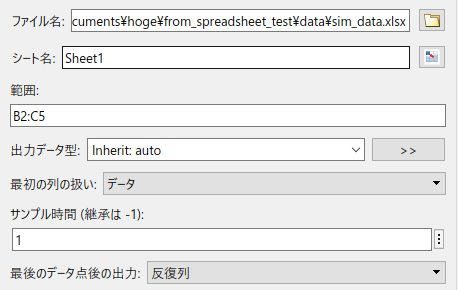 ファイル名: cuments¥hoge¥from_spreadsheet_test¥data¥sim_data.xlsx
シート名: Sheet1
範囲:
B2:C5
出力データ型: Inherit: auto >>
最初の列の扱い: データ
サンプル時間 (継承は -1):
1
最後のデータ点後の出力: 反復列